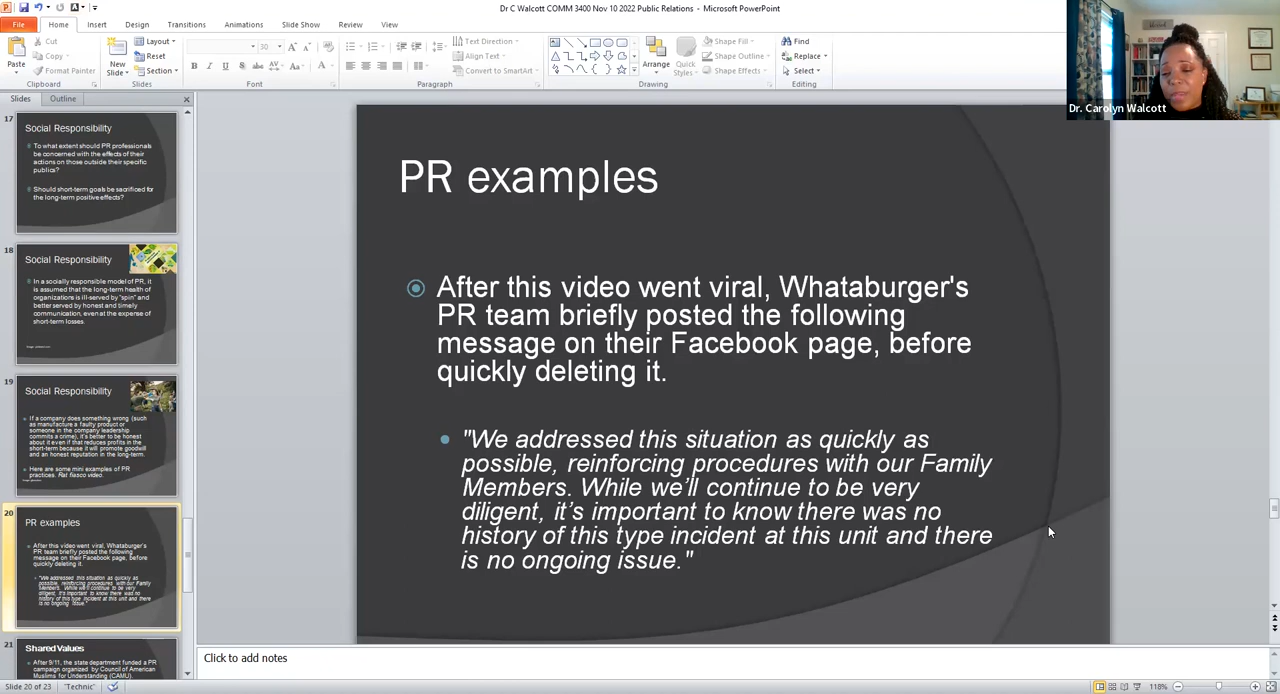 Dr C Walcott COMM 3400 Nov 10 2022 Public Relations - PowerPoint
File
Home
Insert
Design
Transitions
Animations
Slide Show
Review
View
Paste
Cut
Copy
Format Painter
Clipboard
New
Slide
Layout
Reset
Section
Slides
30
Font
Text Direction
Align Text
Convert to SmartArt
Paragraph
Arrange
Quick
Styles
Shape Fill
Shape Outline
Shape Effects
Drawing
Find
Replace
Select
Editing
Dr. Carolyn Walcott
Slides
Outline
17
Social Responsibility
To what extent should PR professionals
be concerned with the effects of their
actions on those outside their specific
publics?
Should short-term goals be sacrificed for
the long-term positive effects?
18
Social Responsibility
In a socially responsible model of PR, it
is assumed that the long-term health of
organizations is ill-served by "spin" and
better served by honest and timely
communication, even at the expense of
short-term losses.
19
Social Responsibility
If a company does something wrong (such
as manufacture a faulty product or
someone in the company leadership
commits a crime), it's better to be honest
about it even if that reduces profits in the
short-term because it will promote goodwill
and an honest reputation in the long-term.
Here are some mini examples of PR
practices. Rat fiasco video.
20
PR examples
After this video went viral, Whataburger's
PR team briefly posted the following
message on their Facebook page, before
quickly deleting it.
"We addressed this situation as quickly as
possible, reinforcing procedures with our Family
Members. While we'll continue to be very
diligent, it's important to know there was no
history of this type incident at this unit and there
is no ongoing issue."
21
Shared Values
After 9/11, the state department funded a PR
campaign organized by Council of American
Muslims for Understanding (CAMU).
PR examples
After this video went viral, Whataburger's
PR team briefly posted the following
message on their Facebook page, before
quickly deleting it.
"We addressed this situation as quickly as
possible, reinforcing procedures with our Family
Members. While we'll continue to be very
diligent, it's important to know there was no
history of this type incident at this unit and there
is no ongoing issue."
Click to add notes
Slide 20 of 23
"Technic"
118%